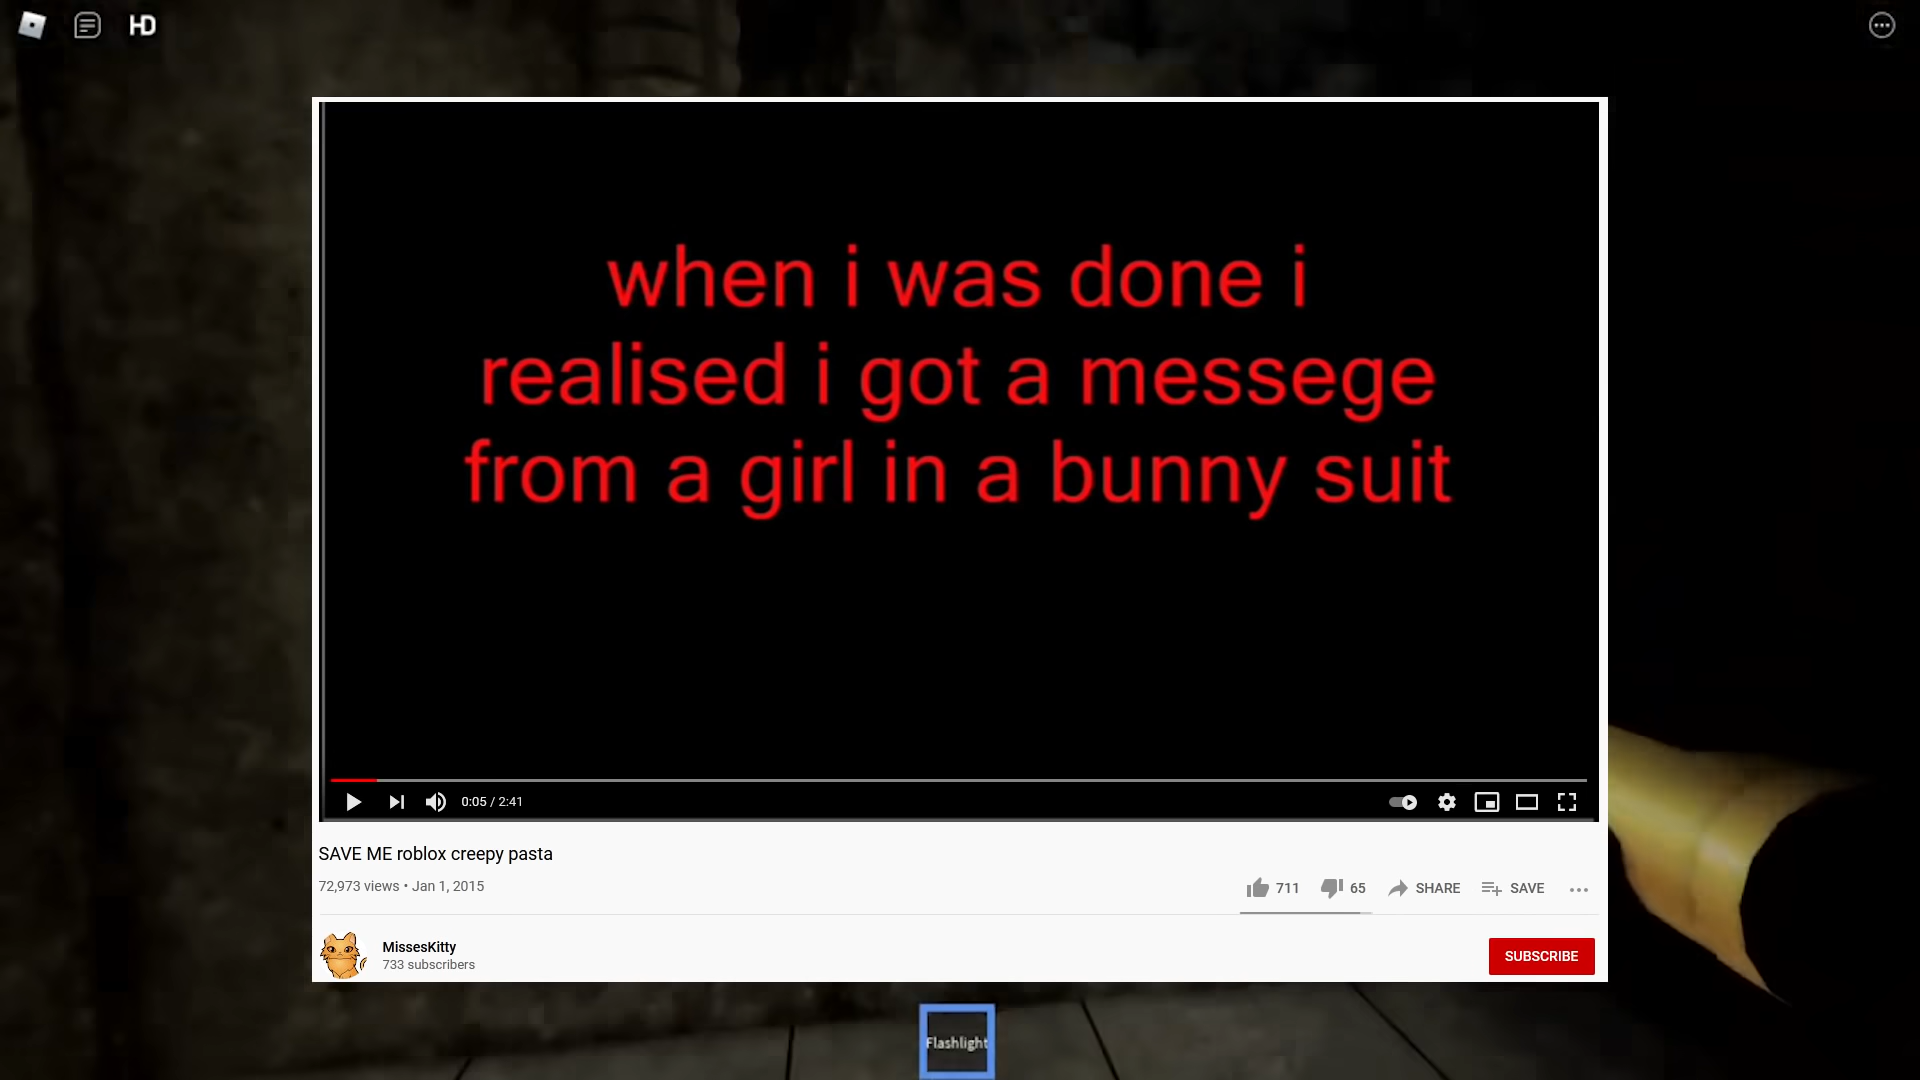 HD
when i was done i
realised i got a messege
from a girl in a bunny suit
0:05 / 2:41
SAVE ME roblox creepy pasta
72,973 views • Jan 1, 2015
711 65 SHARE SAVE
MissesKitty
733 subscribers
SUBSCRIBE
Flashlight